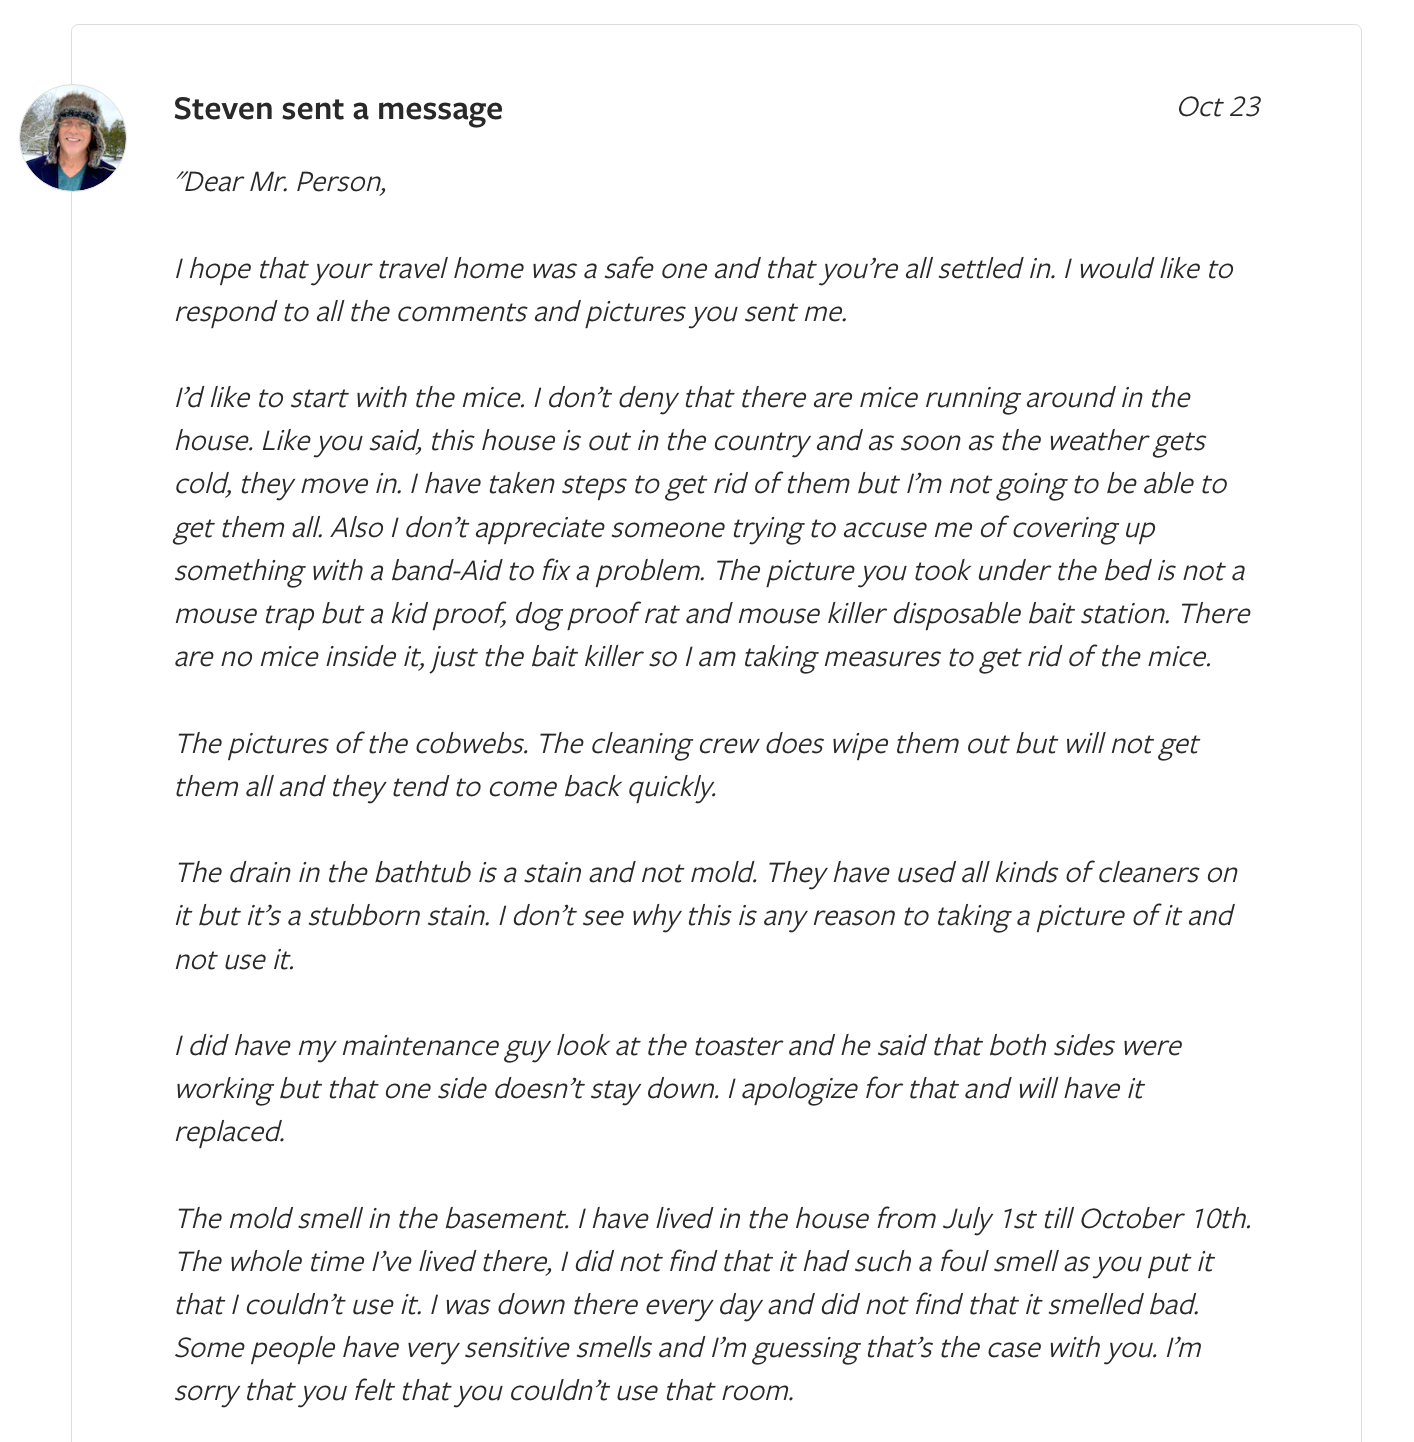 Steven sent a message
Oct 23
"Dear Mr. Person,
I hope that your travel home was a safe one and that you’re all settled in. I would like to
respond to all the comments and pictures you sent me.
I’d like to start with the mice. I don’t deny that there are mice running around in the
house. Like you said, this house is out in the country and as soon as the weather gets
cold, they move in. I have taken steps to get rid of them but I’m not going to be able to
get them all. Also I don’t appreciate someone trying to accuse me of covering up
something with a band-Aid to fix a problem. The picture you took under the bed is not a
mouse trap but a kid proof, dog proof rat and mouse killer disposable bait station. There
are no mice inside it, just the bait killer so I am taking measures to get rid of the mice.
The pictures of the cobwebs. The cleaning crew does wipe them out but will not get
them all and they tend to come back quickly.
The drain in the bathtub is a stain and not mold. They have used all kinds of cleaners on
it but it’s a stubborn stain. I don’t see why this is any reason to taking a picture of it and
not use it.
I did have my maintenance guy look at the toaster and he said that both sides were
working but that one side doesn’t stay down. I apologize for that and will have it
replaced.
The mold smell in the basement. I have lived in the house from July 1st till October 10th.
The whole time I’ve lived there, I did not find that it had such a foul smell as you put it
that I couldn’t use it. I was down there every day and did not find that it smelled bad.
Some people have very sensitive smells and I’m guessing that’s the case with you. I’m
sorry that you felt that you couldn’t use that room.